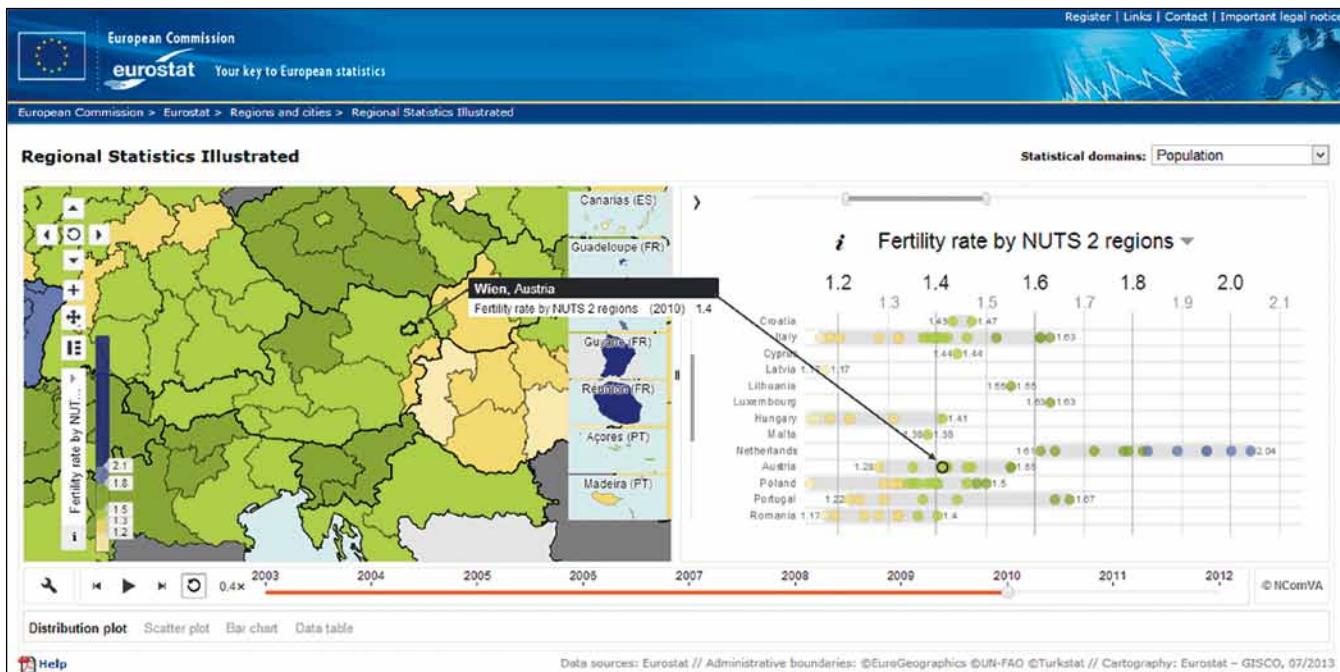 Register | Links | Contact | Important legal notice
European Commission
eurostat Your key to European statistics
European Commission > Eurostat > Regions and cities > Regional Statistics Illustrated
Regional Statistics Illustrated
Statistical domains: Population
Canarias (ES)
Guadeloupe (FR)
Wien, Austria
Fertility rate by NUTS 2 regions (2010) 1.4
Guyane (FR)
Réunion (FR)
Açores (PT)
Madeira (PT)
Fertility rate by NUT...
2.1
1.8
1.5
1.3
1.2
i
i Fertility rate by NUTS 2 regions
1.2 1.4 1.6 1.8 2.0
1.3 1.5 1.7 1.9 2.1
Croatia 1.43 1.47
Italy 1.63
Cyprus 1.44 1.44
Latvia 1.17
Lithuania 1.55 1.55
Luxembourg 1.63 1.63
Hungary 1.41
Malta 1.38 1.38
Netherlands 1.61 2.04
Austria 1.28 1.55
Poland 1.5
Portugal 1.22 1.67
Romania 1.17 1.4
0.4×
2003 2004 2005 2006 2007 2008 2009 2010 2011 2012
© NComVA
Distribution plot Scatter plot Bar chart Data table
Help
Data sources: Eurostat // Administrative boundaries: ©EuroGeographics ©UN-FAO ©Turkstat // Cartography: Eurostat – GISCO, 07/2013